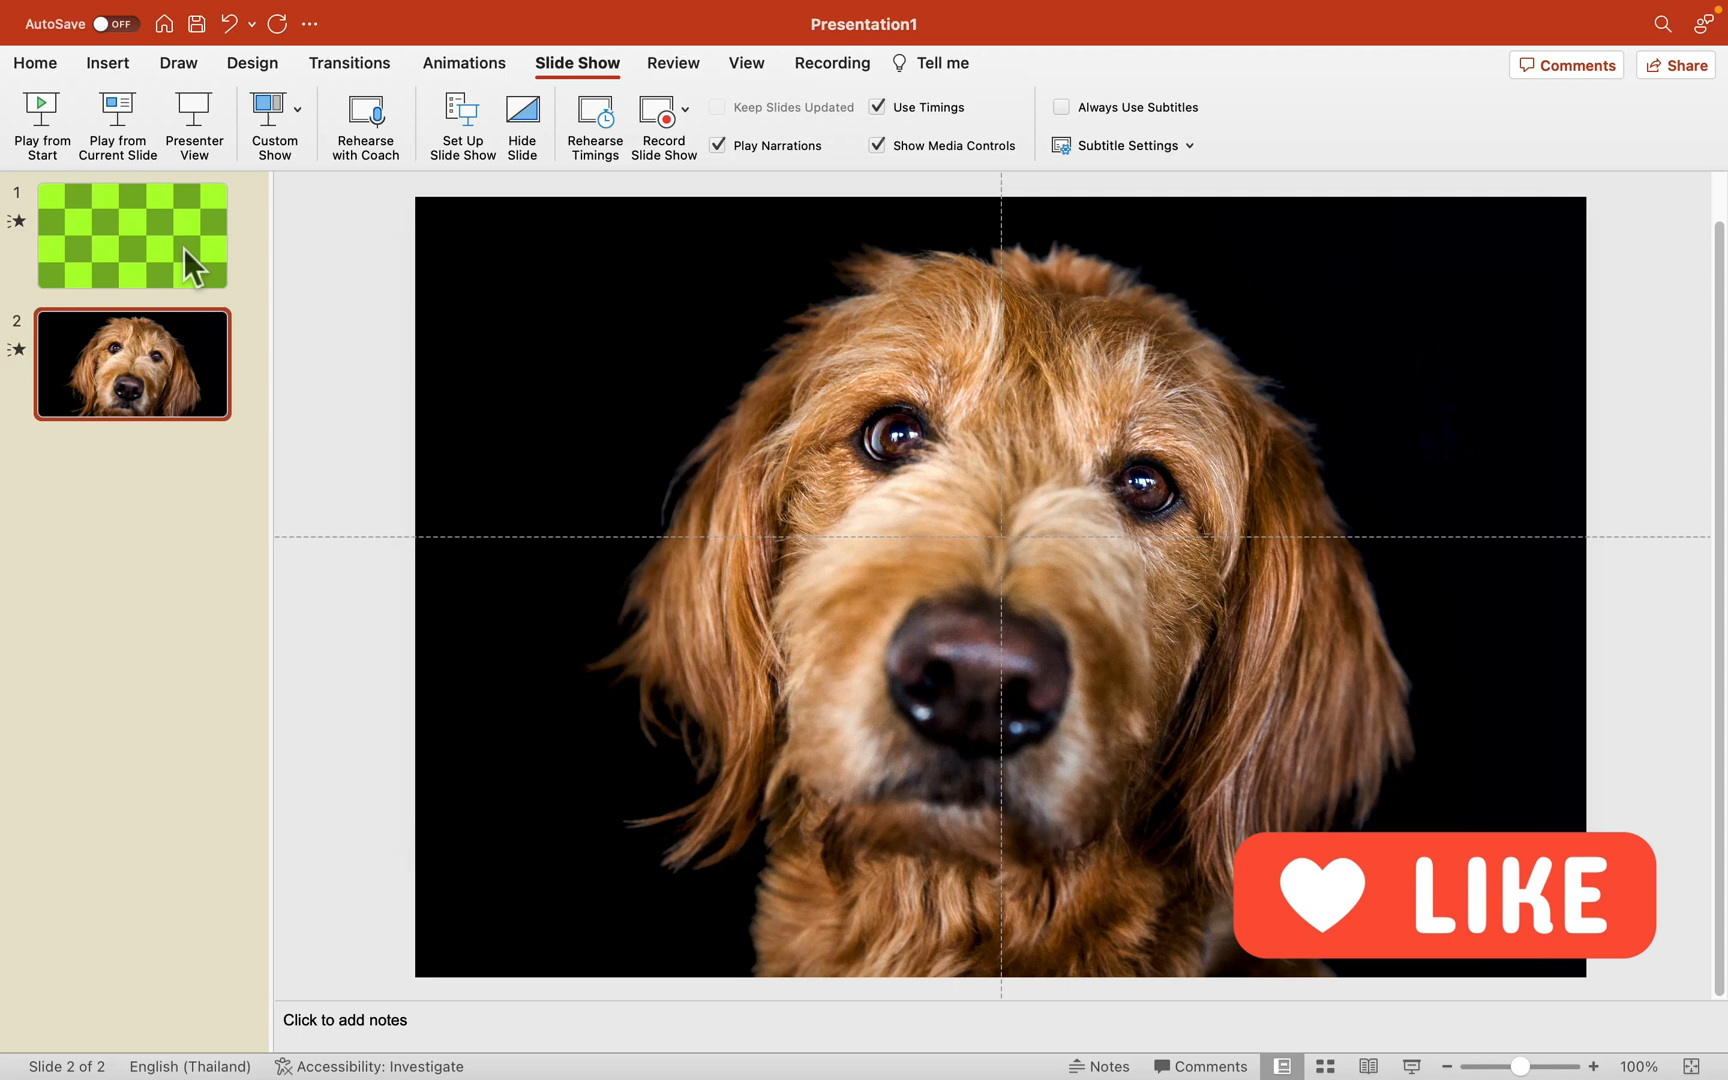 AutoSave OFF
Presentation1
Home Insert Draw Design Transitions Animations Slide Show Review View Recording Tell me
Comments Share
Play from Start
Play from Current Slide
Presenter View
Custom Show
Rehearse with Coach
Set Up Slide Show
Hide Slide
Rehearse Timings
Record Slide Show
Keep Slides Updated
Use Timings
Play Narrations
Show Media Controls
Always Use Subtitles
Subtitle Settings
1
2
LIKE
Click to add notes
Slide 2 of 2 English (Thailand) Accessibility: Investigate Notes Comments 100%